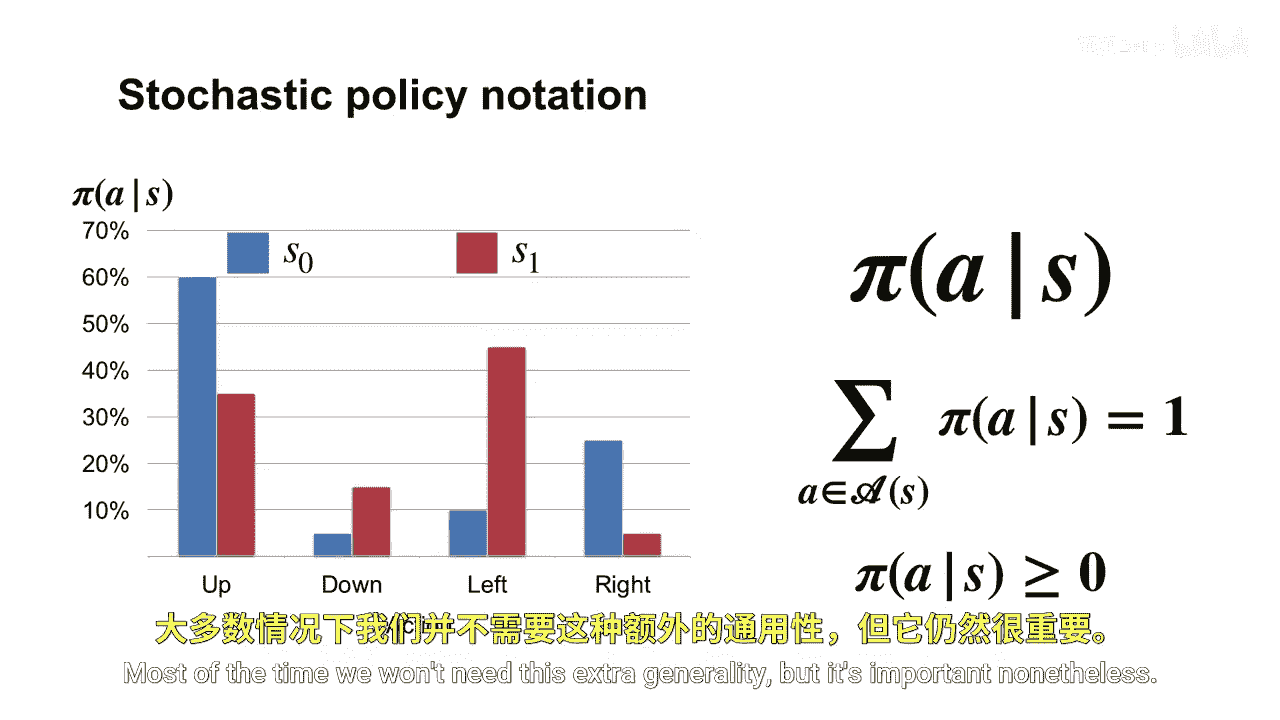 Stochastic policy notation
π(a|s)
70%
60%
50%
40%
30%
20%
10%
s₀
s₁
Up
Down
Left
Right
π(a|s)
∑ π(a|s) = 1
a∈𝒜(s)
π(a|s) ≥ 0
大多数情况下我们并不需要这种额外的通用性，但它仍然很重要。
Most of the time we won't need this extra generality, but it's important nonetheless.